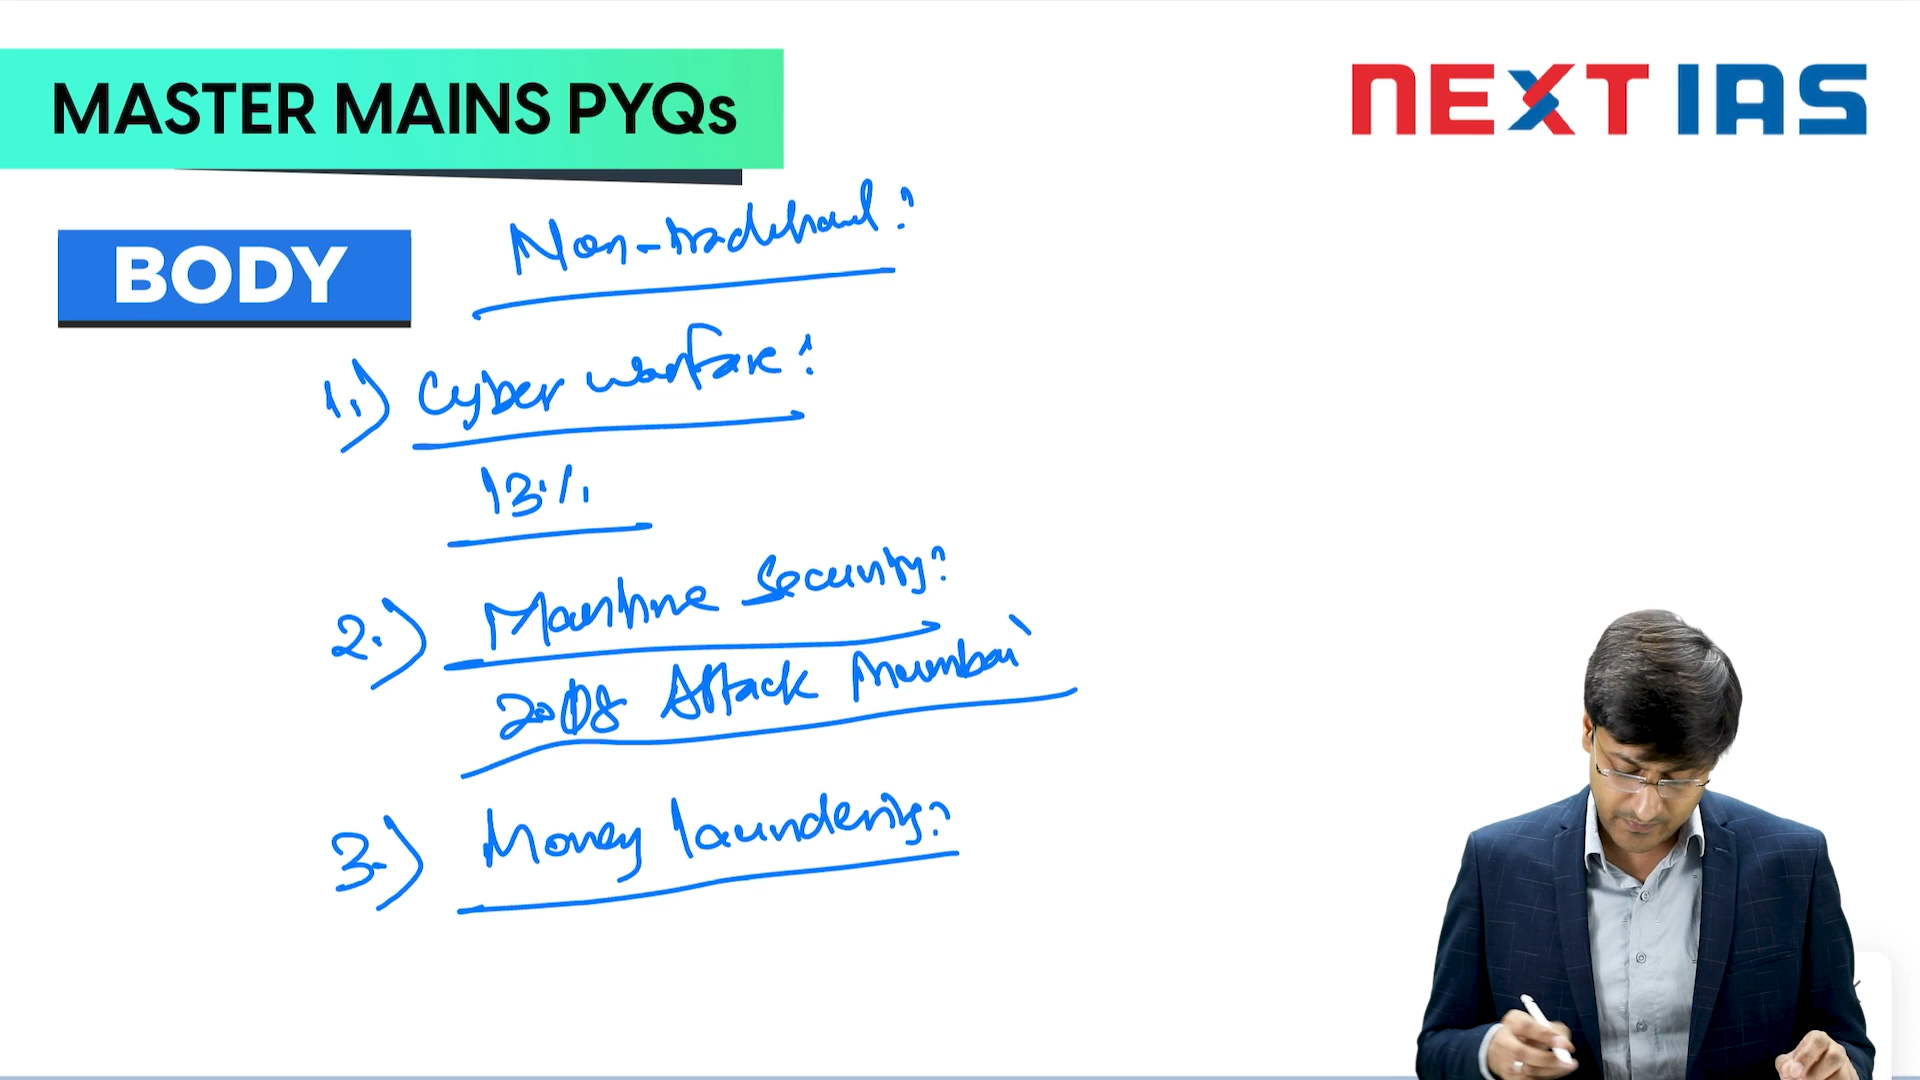 MASTER MAINS PYQs
NEXT IAS
BODY
Non-traditional:
1.) Cyber warfare:
13%
2.) Maritime Security:
2008 Attack Mumbai
3.) Money laundering: